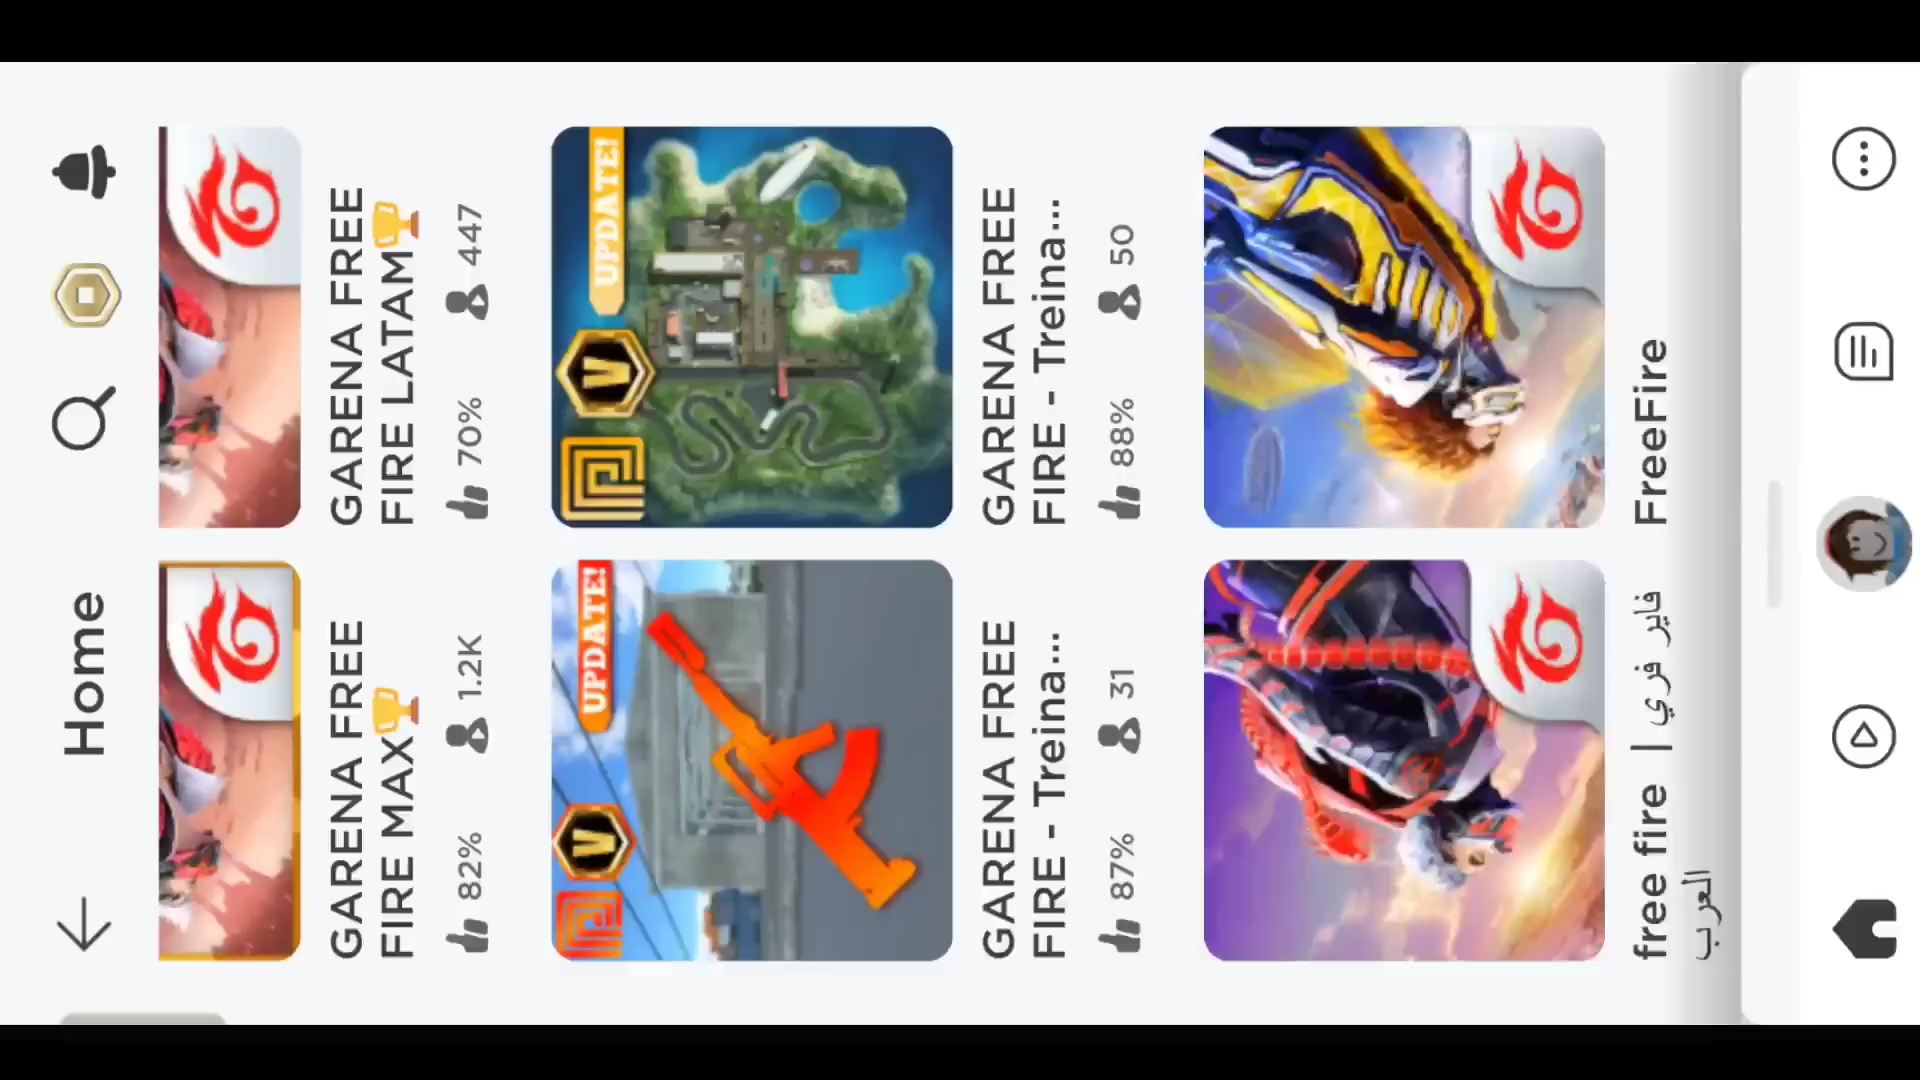 Home
GARENA FREE
FIRE MAX🏆
82% 1.2K
GARENA FREE
FIRE LATAM🏆
70% 447
UPDATE!
V
GARENA FREE
FIRE - Treina...
87% 31
UPDATE!
V
GARENA FREE
FIRE - Treina...
88% 50
free fire | فاير فري
العرب
FreeFire